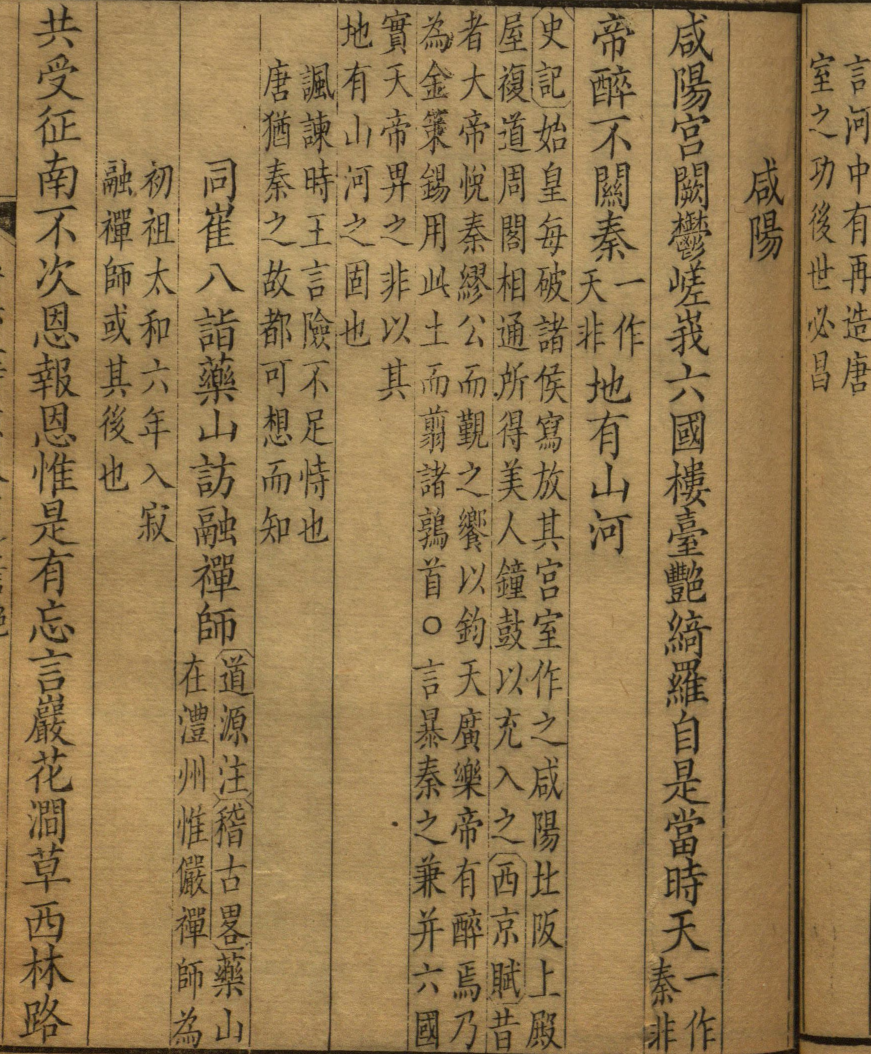 言河中有再造唐
室之功後世必昌
咸陽
咸陽宫闕鬱嵯峩六國樓臺艷綺羅自是當時天一作
秦非
帝醉不關秦一作
天非地有山河
史記始皇每破諸侯寫放其宫室作之咸陽北阪上殿
屋複道周閣相通所得美人鐘鼓以充入之西京賦昔
者大帝悅秦繆公而覲之饗以鈞天廣樂帝有醉焉乃
為金策錫用此土而翦諸鶉首○言暴秦之兼并六國
實天帝畀之非以其
地有山河之固也
諷諫時王言險不足恃也
唐猶秦之故都可想而知
同崔八詣藥山訪融禪師道源注稽古畧藥山
在澧州惟儼禪師為
初祖太和六年入寂
融禪師或其後也
共受征南不次恩報恩惟是有忘言巖花澗草西林路